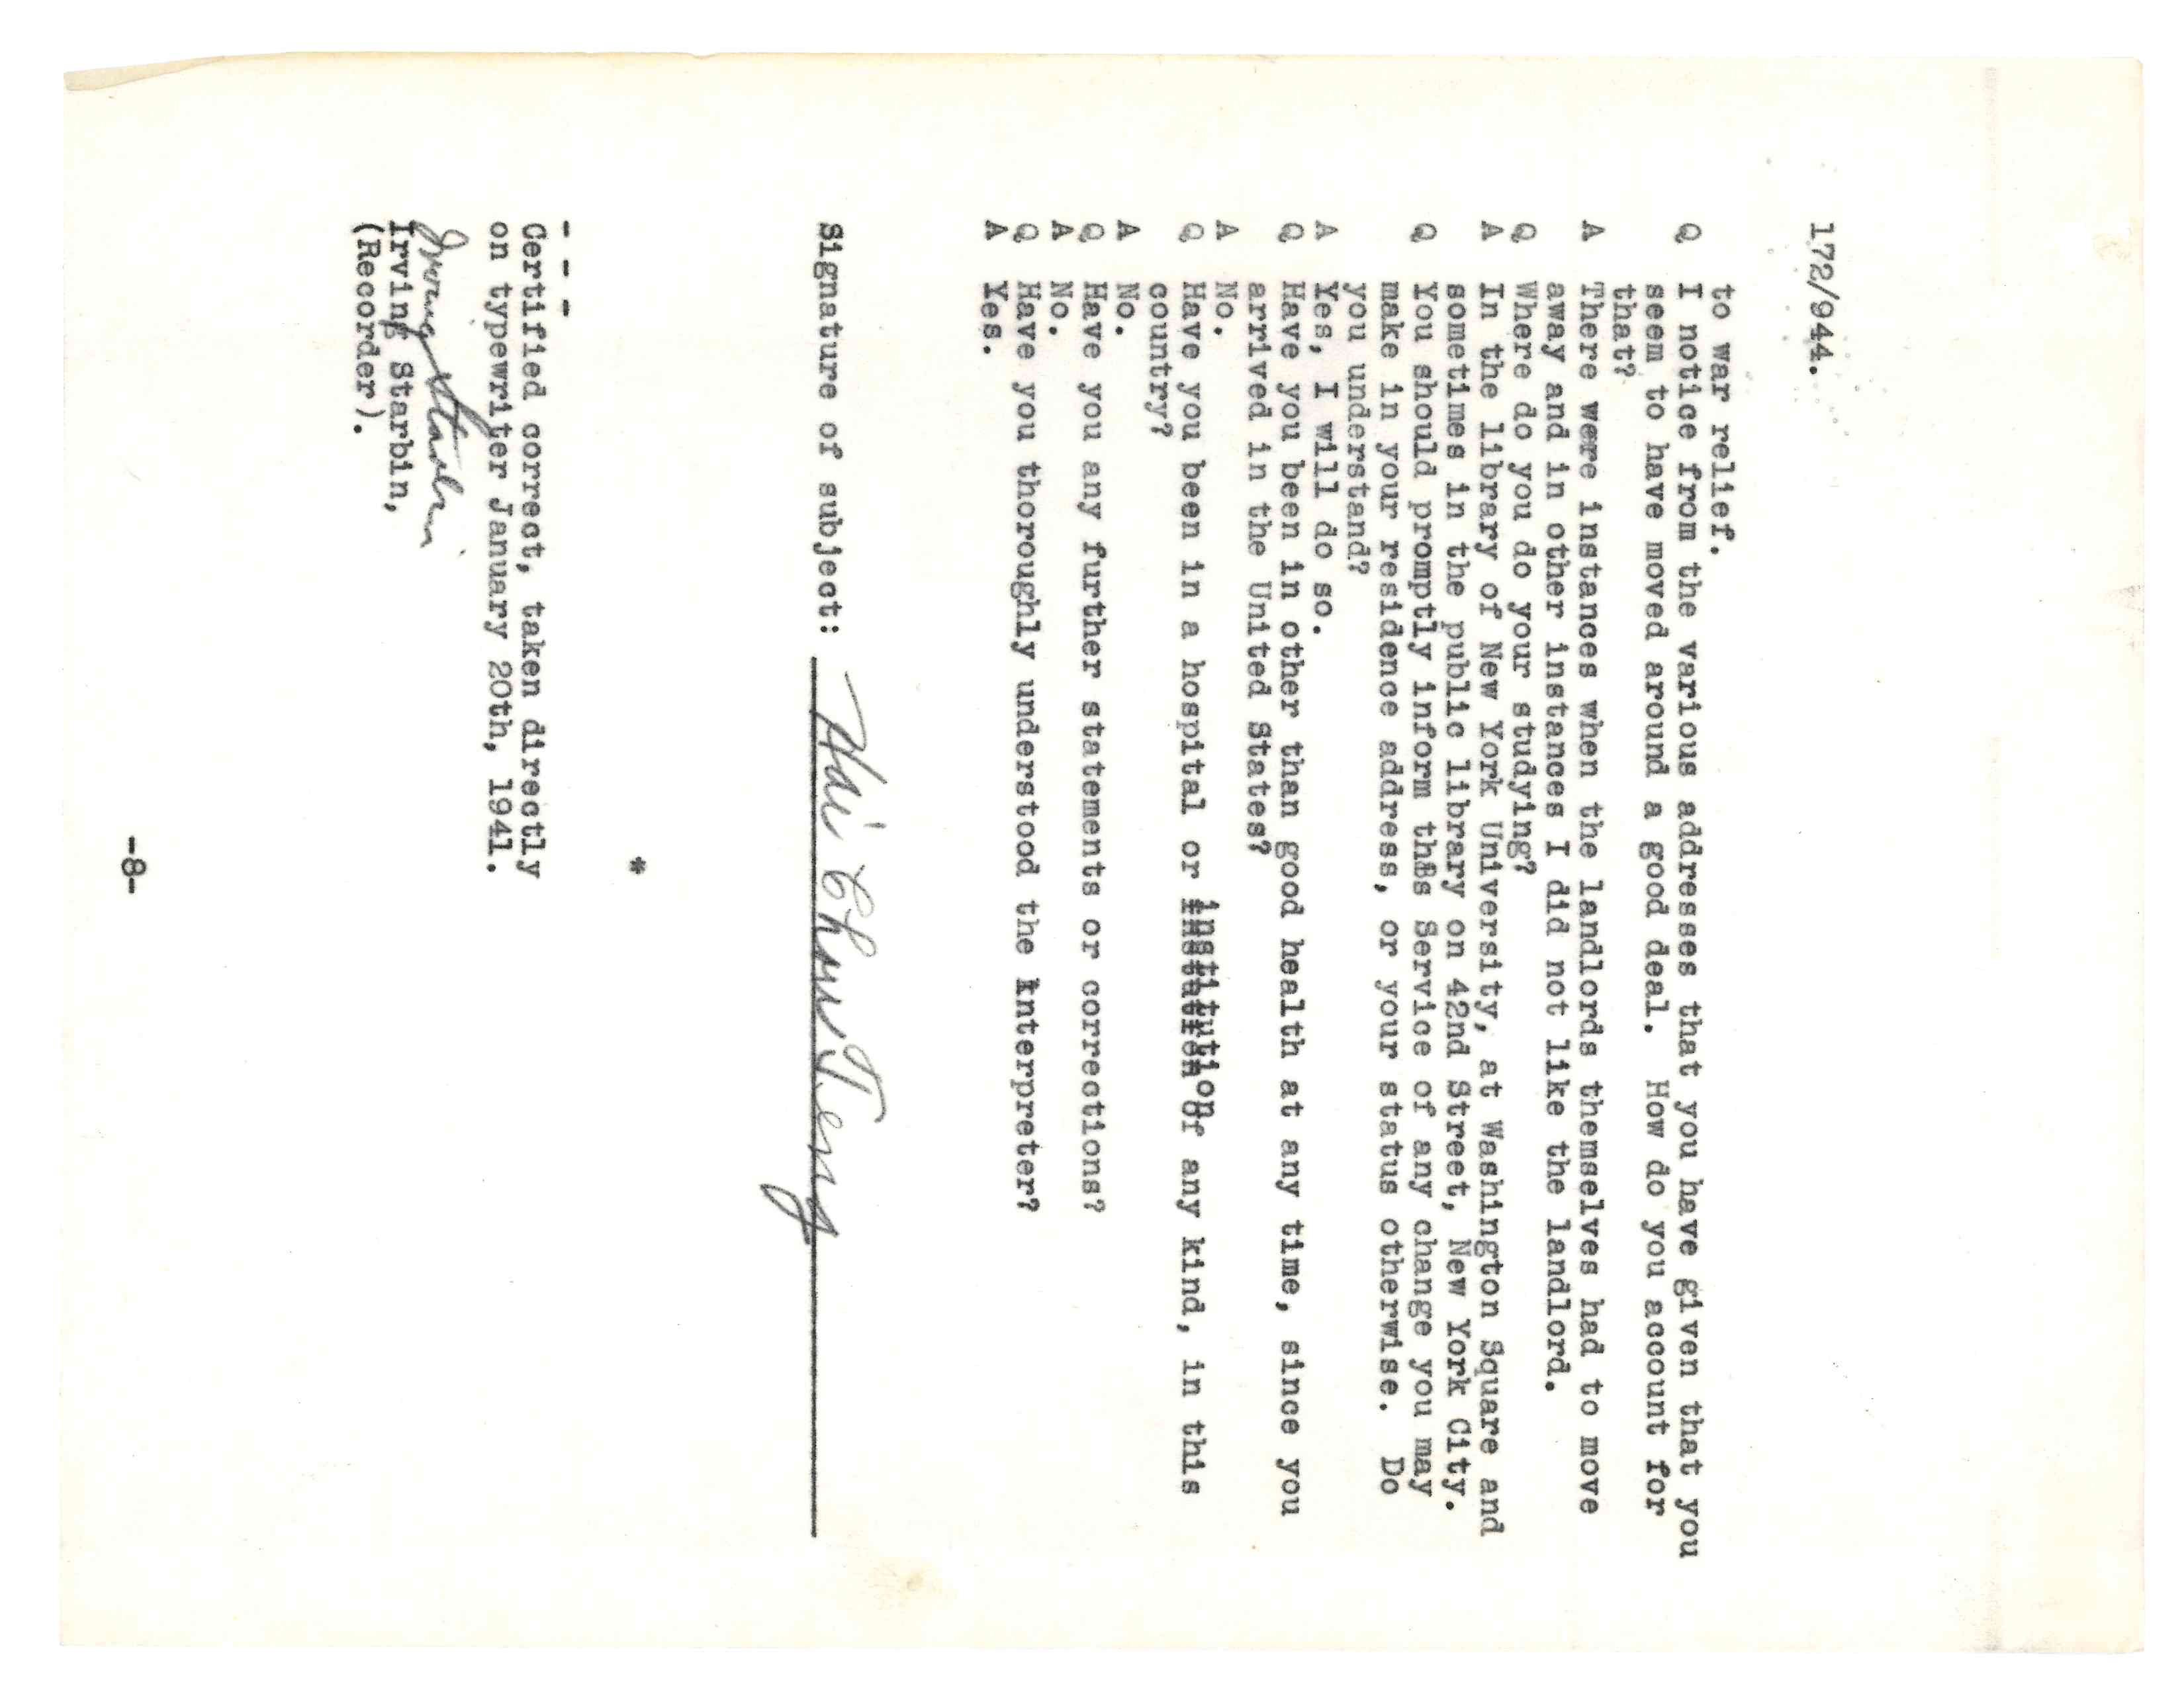 172/944.
to war relief.
Q I notice from the various addresses that you have given that you
seem to have moved around a good deal. How do you account for
that?
A There were instances when the landlords themselves had to move
away and in other instances I did not like the landlord.
Q Where do you do your studying?
A In the library of New York University, at Washington Square and
sometimes in the public library on 42nd Street, New York City.
Q You should promptly inform this Service of any change you may
make in your residence address, or your status otherwise. Do
you understand?
A Yes, I will do so.
Q Have you been in other than good health at any time, since you
arrived in the United States?
A No.
Q Have you been in a hospital or institution of any kind, in this
country?
A No.
Q Have you any further statements or corrections?
A No.
Q Have you thoroughly understood the interpreter?
A Yes.
Signature of subject: Hai Chow Teng
*
- - -
Certified correct, taken directly
on typewriter January 20th, 1941.
Irving Starbin
Irving Starbin,
(Recorder).
-8-